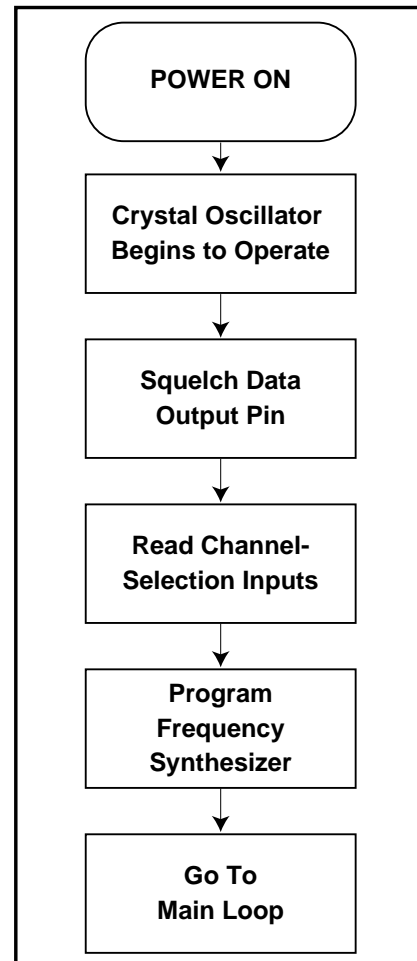 POWER ON
Crystal Oscillator
Begins to Operate
Squelch Data
Output Pin
Read Channel-
Selection Inputs
Program
Frequency
Synthesizer
Go To
Main Loop